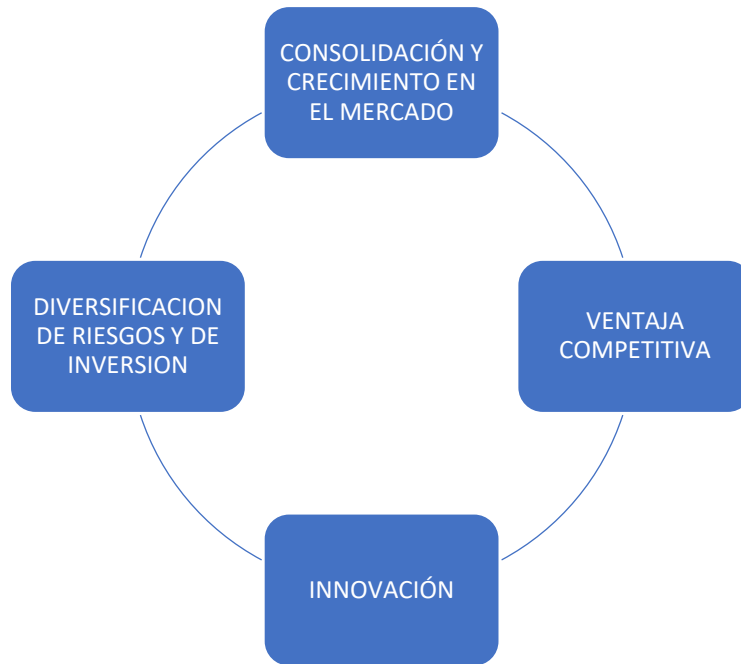 CONSOLIDACIÓN Y
CRECIMIENTO EN
EL MERCADO
DIVERSIFICACION
DE RIESGOS Y DE
INVERSION
VENTAJA
COMPETITIVA
INNOVACIÓN